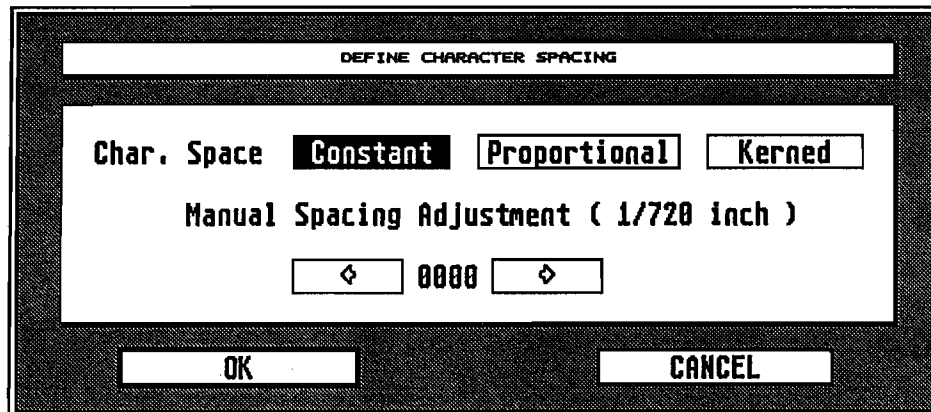 DEFINE CHARACTER SPACING
Char. Space Constant Proportional Kerned
Manual Spacing Adjustment ( 1/720 inch )
0000
OK CANCEL